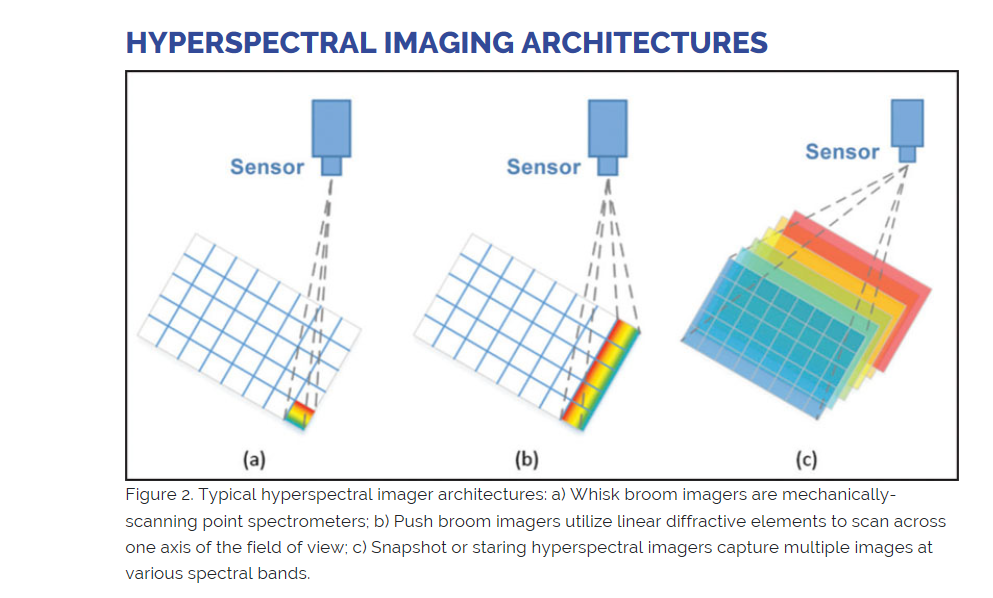 HYPERSPECTRAL IMAGING ARCHITECTURES
Sensor
Sensor
Sensor
(a)
(b)
(c)
Figure 2. Typical hyperspectral imager architectures: a) Whisk broom imagers are mechanically-
scanning point spectrometers; b) Push broom imagers utilize linear diffractive elements to scan across
one axis of the field of view; c) Snapshot or staring hyperspectral imagers capture multiple images at
various spectral bands.